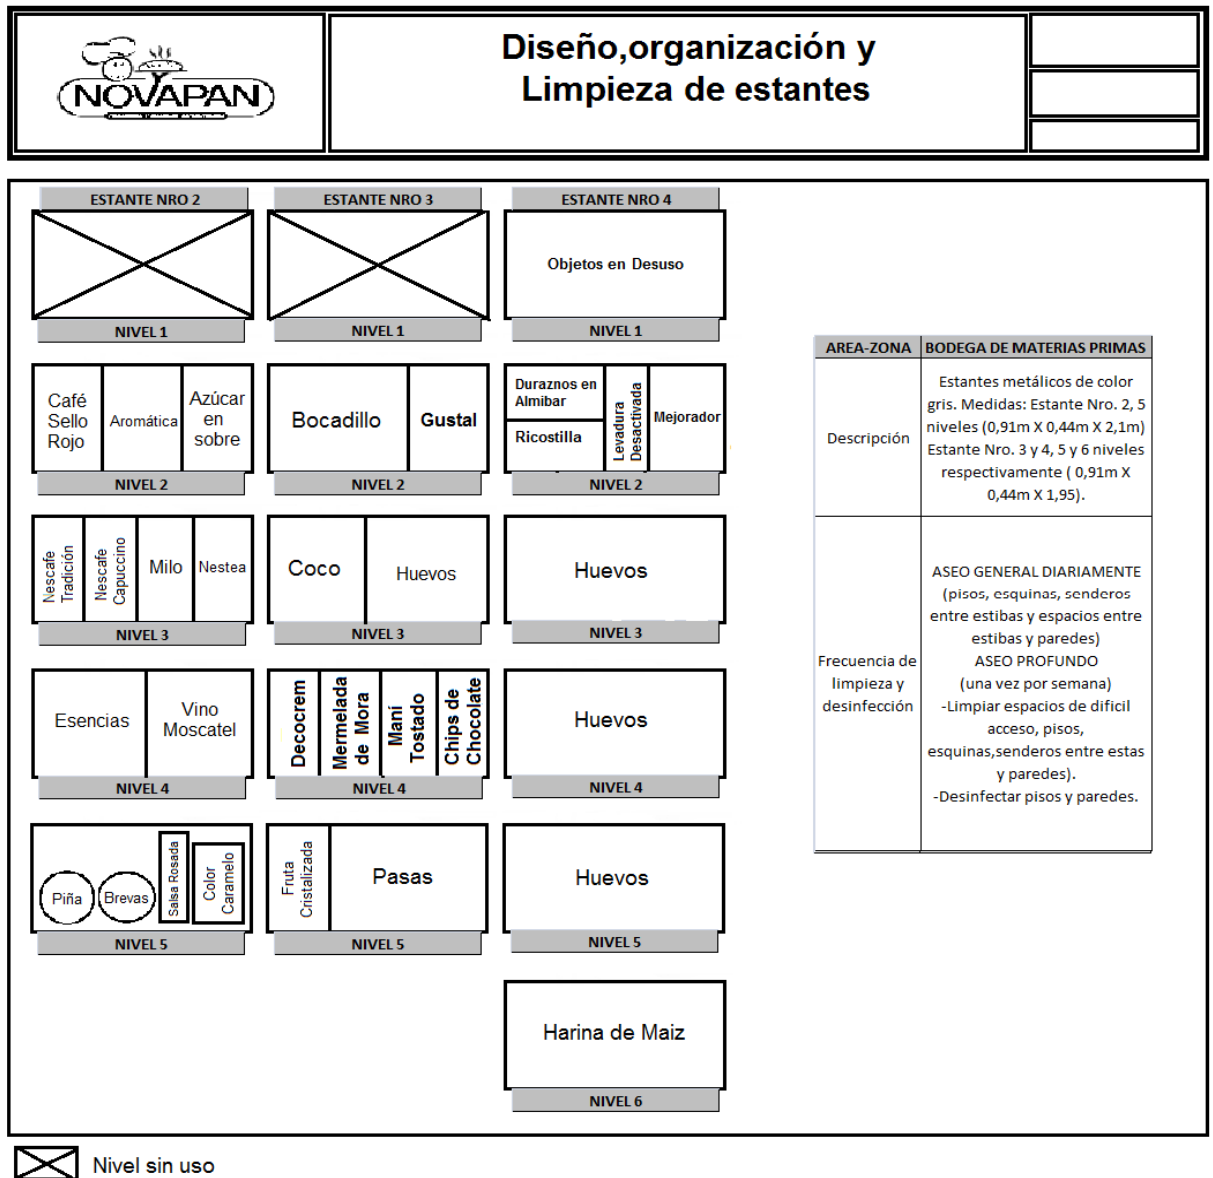 NOVAPAN
Diseño,organización y
Limpieza de estantes
ESTANTE NRO 2
ESTANTE NRO 3
ESTANTE NRO 4
Objetos en Desuso
NIVEL 1
NIVEL 1
NIVEL 1
Café
Sello
Rojo
Aromática
Azúcar
en
sobre
Bocadillo
Gustal
Duraznos en
Almibar
Ricostilla
Levadura
Desactivada
Mejorador
NIVEL 2
NIVEL 2
NIVEL 2
Nescafe
Tradición
Nescafe
Capuccino
Milo
Nestea
Coco
Huevos
Huevos
NIVEL 3
NIVEL 3
NIVEL 3
Esencias
Vino
Moscatel
Decocrem
Mermelada
de Mora
Maní
Tostado
Chips de
Chocolate
Huevos
NIVEL 4
NIVEL 4
NIVEL 4
Piña
Brevas
Salsa Rosada
Color
Caramelo
Fruta
Cristalizada
Pasas
Huevos
NIVEL 5
NIVEL 5
NIVEL 5
Harina de Maiz
NIVEL 6
AREA-ZONA
BODEGA DE MATERIAS PRIMAS
Descripción
Estantes metálicos de color
gris. Medidas: Estante Nro. 2, 5
niveles (0,91m X 0,44m X 2,1m)
Estante Nro. 3 y 4, 5 y 6 niveles
respectivamente ( 0,91m X
0,44m X 1,95).
Frecuencia de
limpieza y
desinfección
ASEO GENERAL DIARIAMENTE
(pisos, esquinas, senderos
entre estibas y espacios entre
estibas y paredes)
ASEO PROFUNDO
(una vez por semana)
-Limpiar espacios de dificil
acceso, pisos,
esquinas,senderos entre estas
y paredes).
-Desinfectar pisos y paredes.
Nivel sin uso